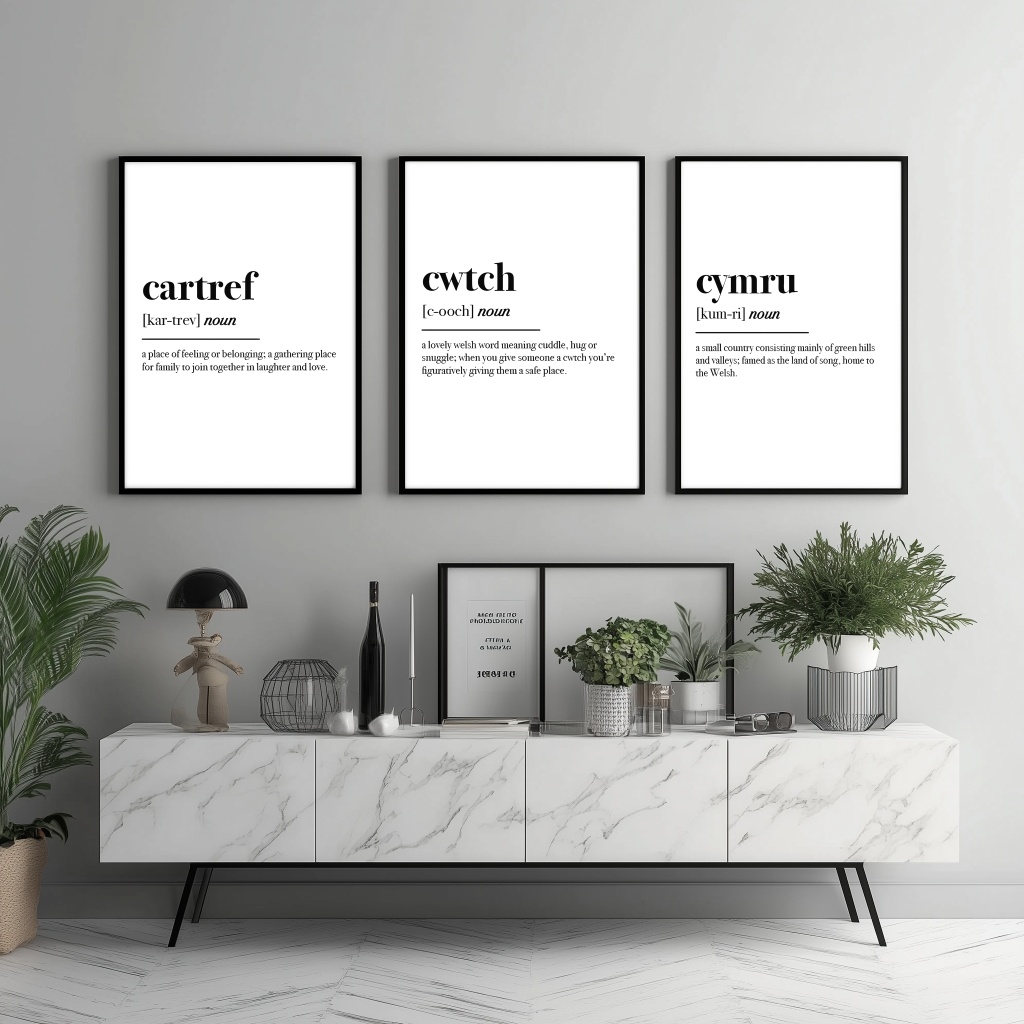 cartref
[kar-trev] noun
a place of feeling or belonging; a gathering place
for family to join together in laughter and love.
cwtch
[c-ooch] noun
a lovely welsh word meaning cuddle, hug or
snuggle; when you give someone a cwtch you're
figuratively giving them a safe place.
cymru
[kum-ri] noun
a small country consisting mainly of green hills
and valleys; famed as the land of song, home to
the Welsh.